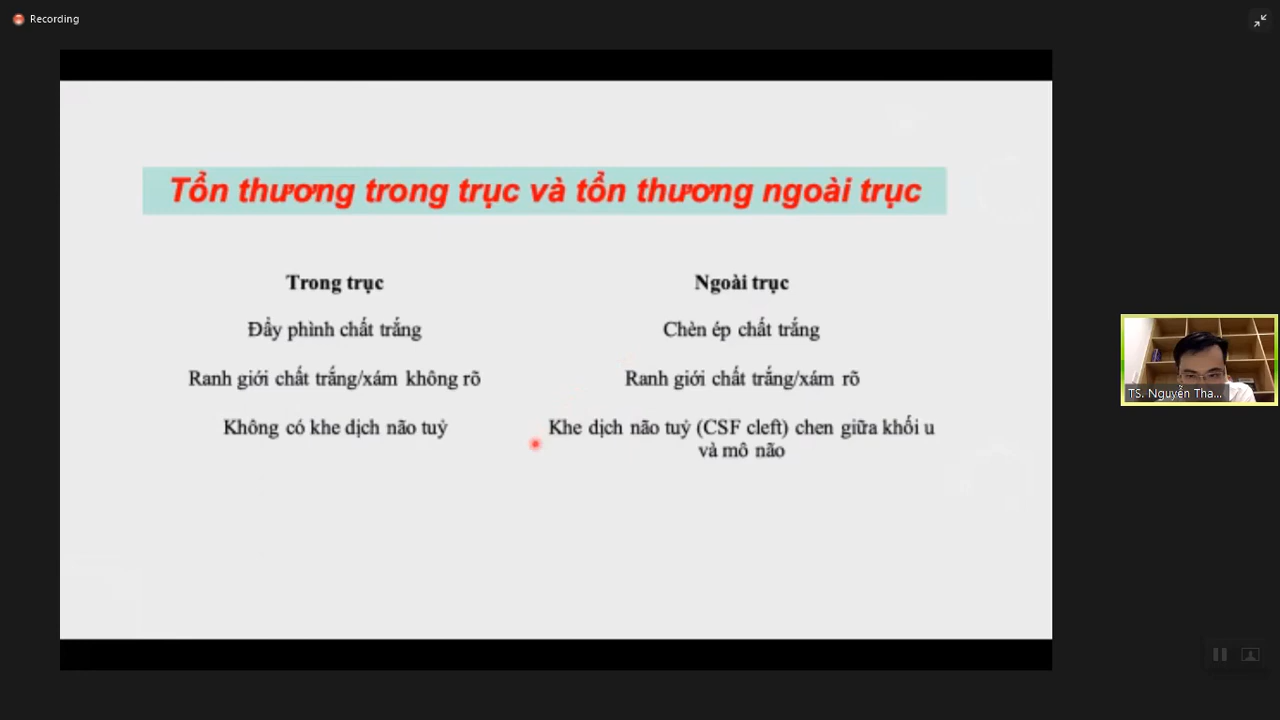 Recording
Tổn thương trong trục và tổn thương ngoài trục
Trong trục
Ngoài trục
Đẩy phình chất trắng
Chèn ép chất trắng
Ranh giới chất trắng/xám không rõ
Ranh giới chất trắng/xám rõ
Không có khe dịch não tuỷ
Khe dịch não tuỷ (CSF cleft) chen giữa khối u
và mô não
TS. Nguyễn Tha...